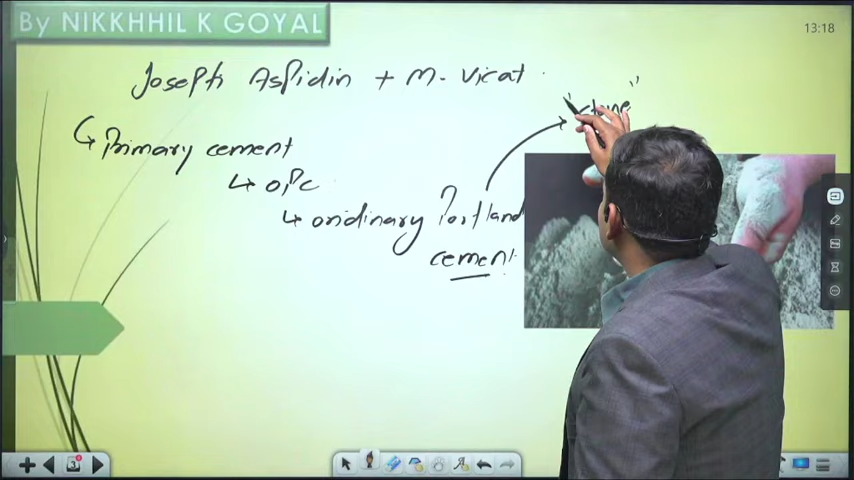 By NIKKHHIL K GOYAL
13:18
Joseph Aspidin + M. Vicat
Primary cement
OPC
ordinary Portland
cement